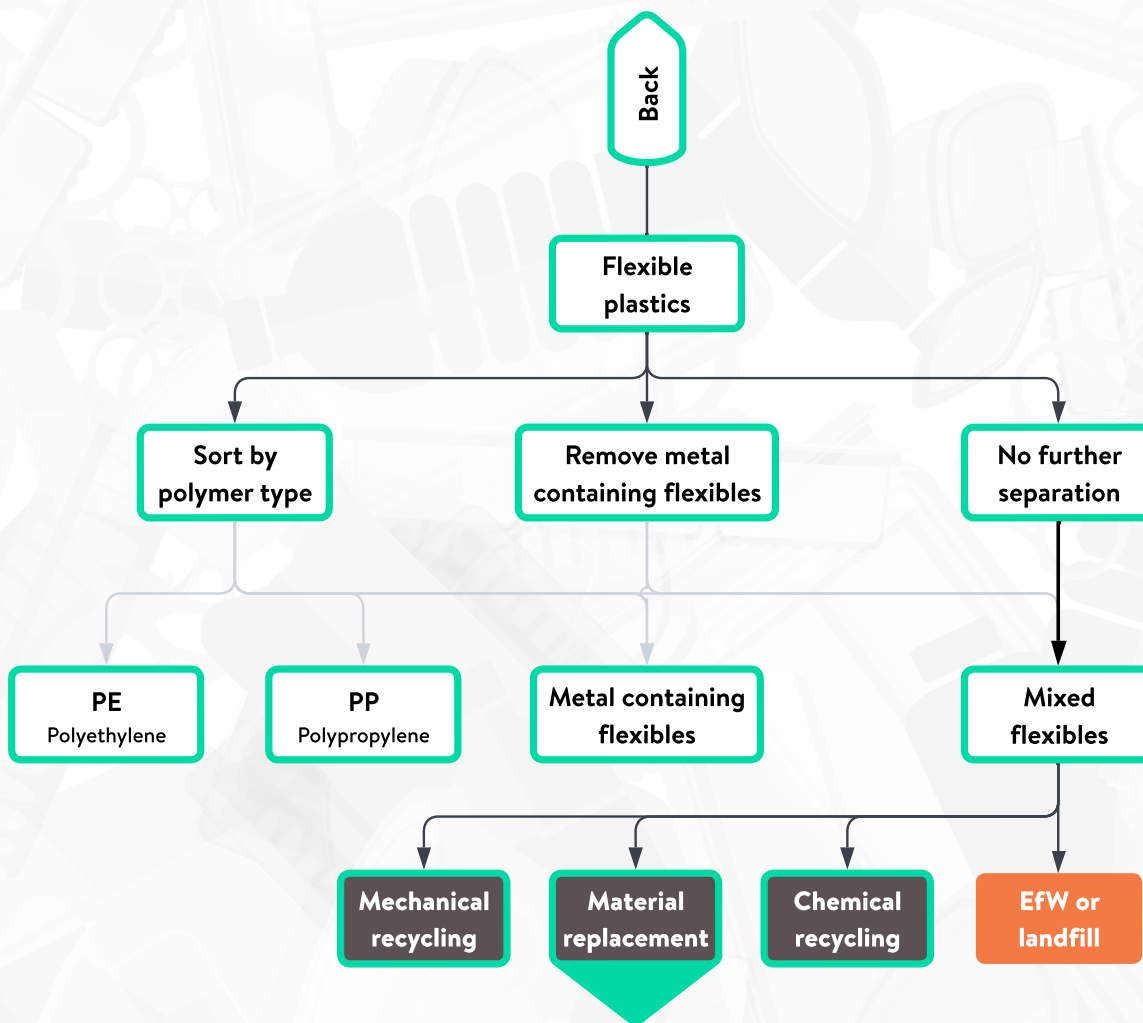 Back
Flexible
plastics
Sort by
polymer type
Remove metal
containing flexibles
No further
separation
PE
Polyethylene
PP
Polypropylene
Metal containing
flexibles
Mixed
flexibles
Mechanical
recycling
Material
replacement
Chemical
recycling
EfW or
landfill